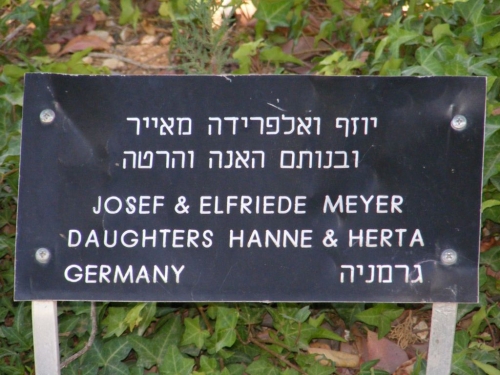 יוזף ואלפרידה מאייר
ובנותם האנה והרטה
JOSEF & ELFRIEDE MEYER
DAUGHTERS HANNE & HERTA
GERMANY גרמניה